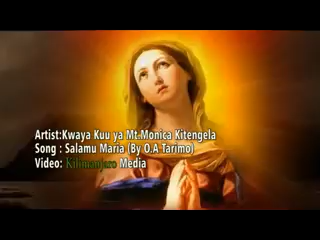 Artist:Kwaya Kuu ya Mt.Monica Kitengela
Song : Salamu Maria (By O.A Tarimo)
Video: Kilimanjaro Media